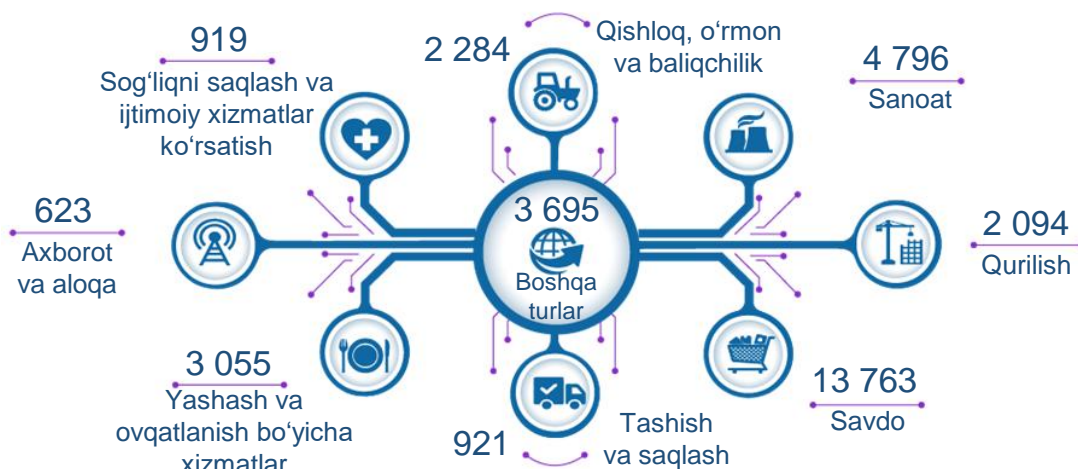 919
Sog‘liqni saqlash va
ijtimoiy xizmatlar
ko‘rsatish
2 284
Qishloq, o‘rmon
va baliqchilik
4 796
Sanoat
623
Axborot
va aloqa
3 695
Boshqa
turlar
2 094
Qurilish
3 055
Yashash va
ovqatlanish bo‘yicha
xizmatlar
921
Tashish
va saqlash
13 763
Savdo